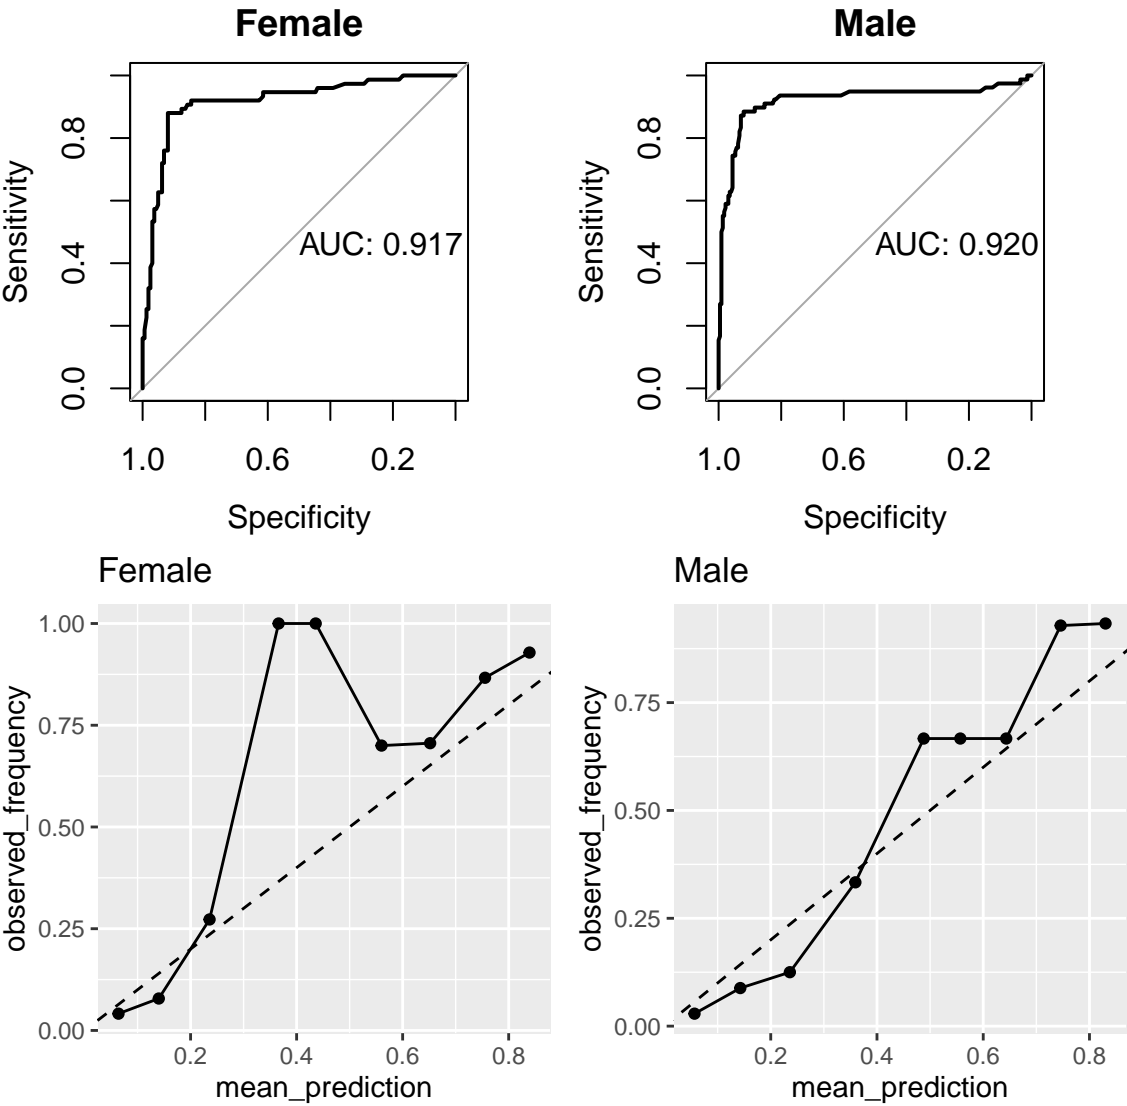 Female
Male
Sensitivity
0.8
0.4
0.0
AUC: 0.917
1.0 0.6 0.2
Specificity
Sensitivity
0.8
0.4
0.0
AUC: 0.920
1.0 0.6 0.2
Specificity
Female
observed_frequency
1.00
0.75
0.50
0.25
0.00
0.2 0.4 0.6 0.8
mean_prediction
Male
observed_frequency
0.75
0.50
0.25
0.00
0.2 0.4 0.6 0.8
mean_prediction